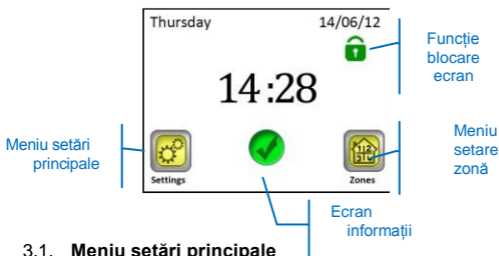 Thursday
14/06/12
Funcție
blocare
ecran
14:28
Meniu setări
principale
Settings
Zones
Meniu
setare
zonă
Ecran
informații
3.1. Meniu setări principale